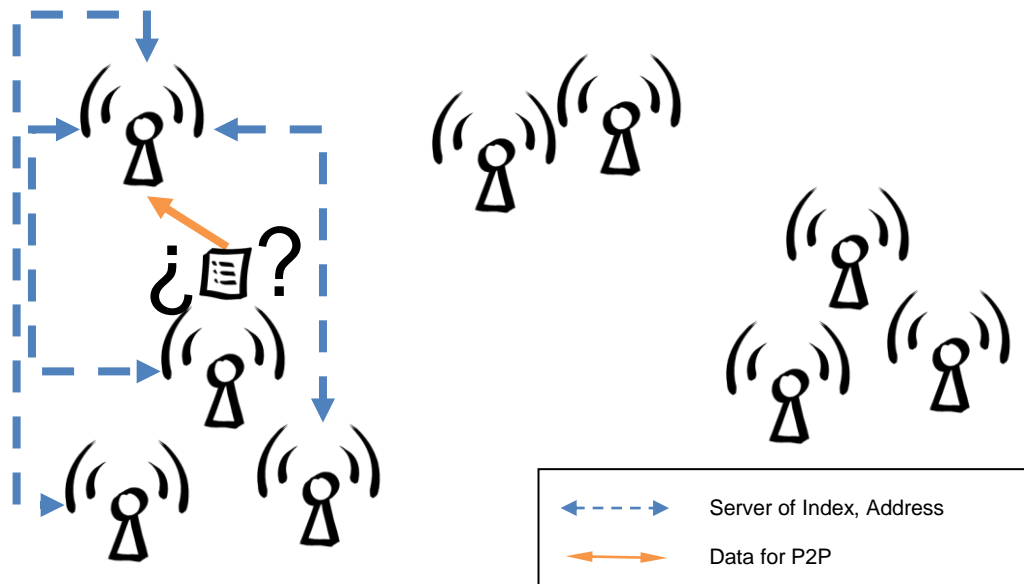 ¿ ?
Server of Index, Address
Data for P2P